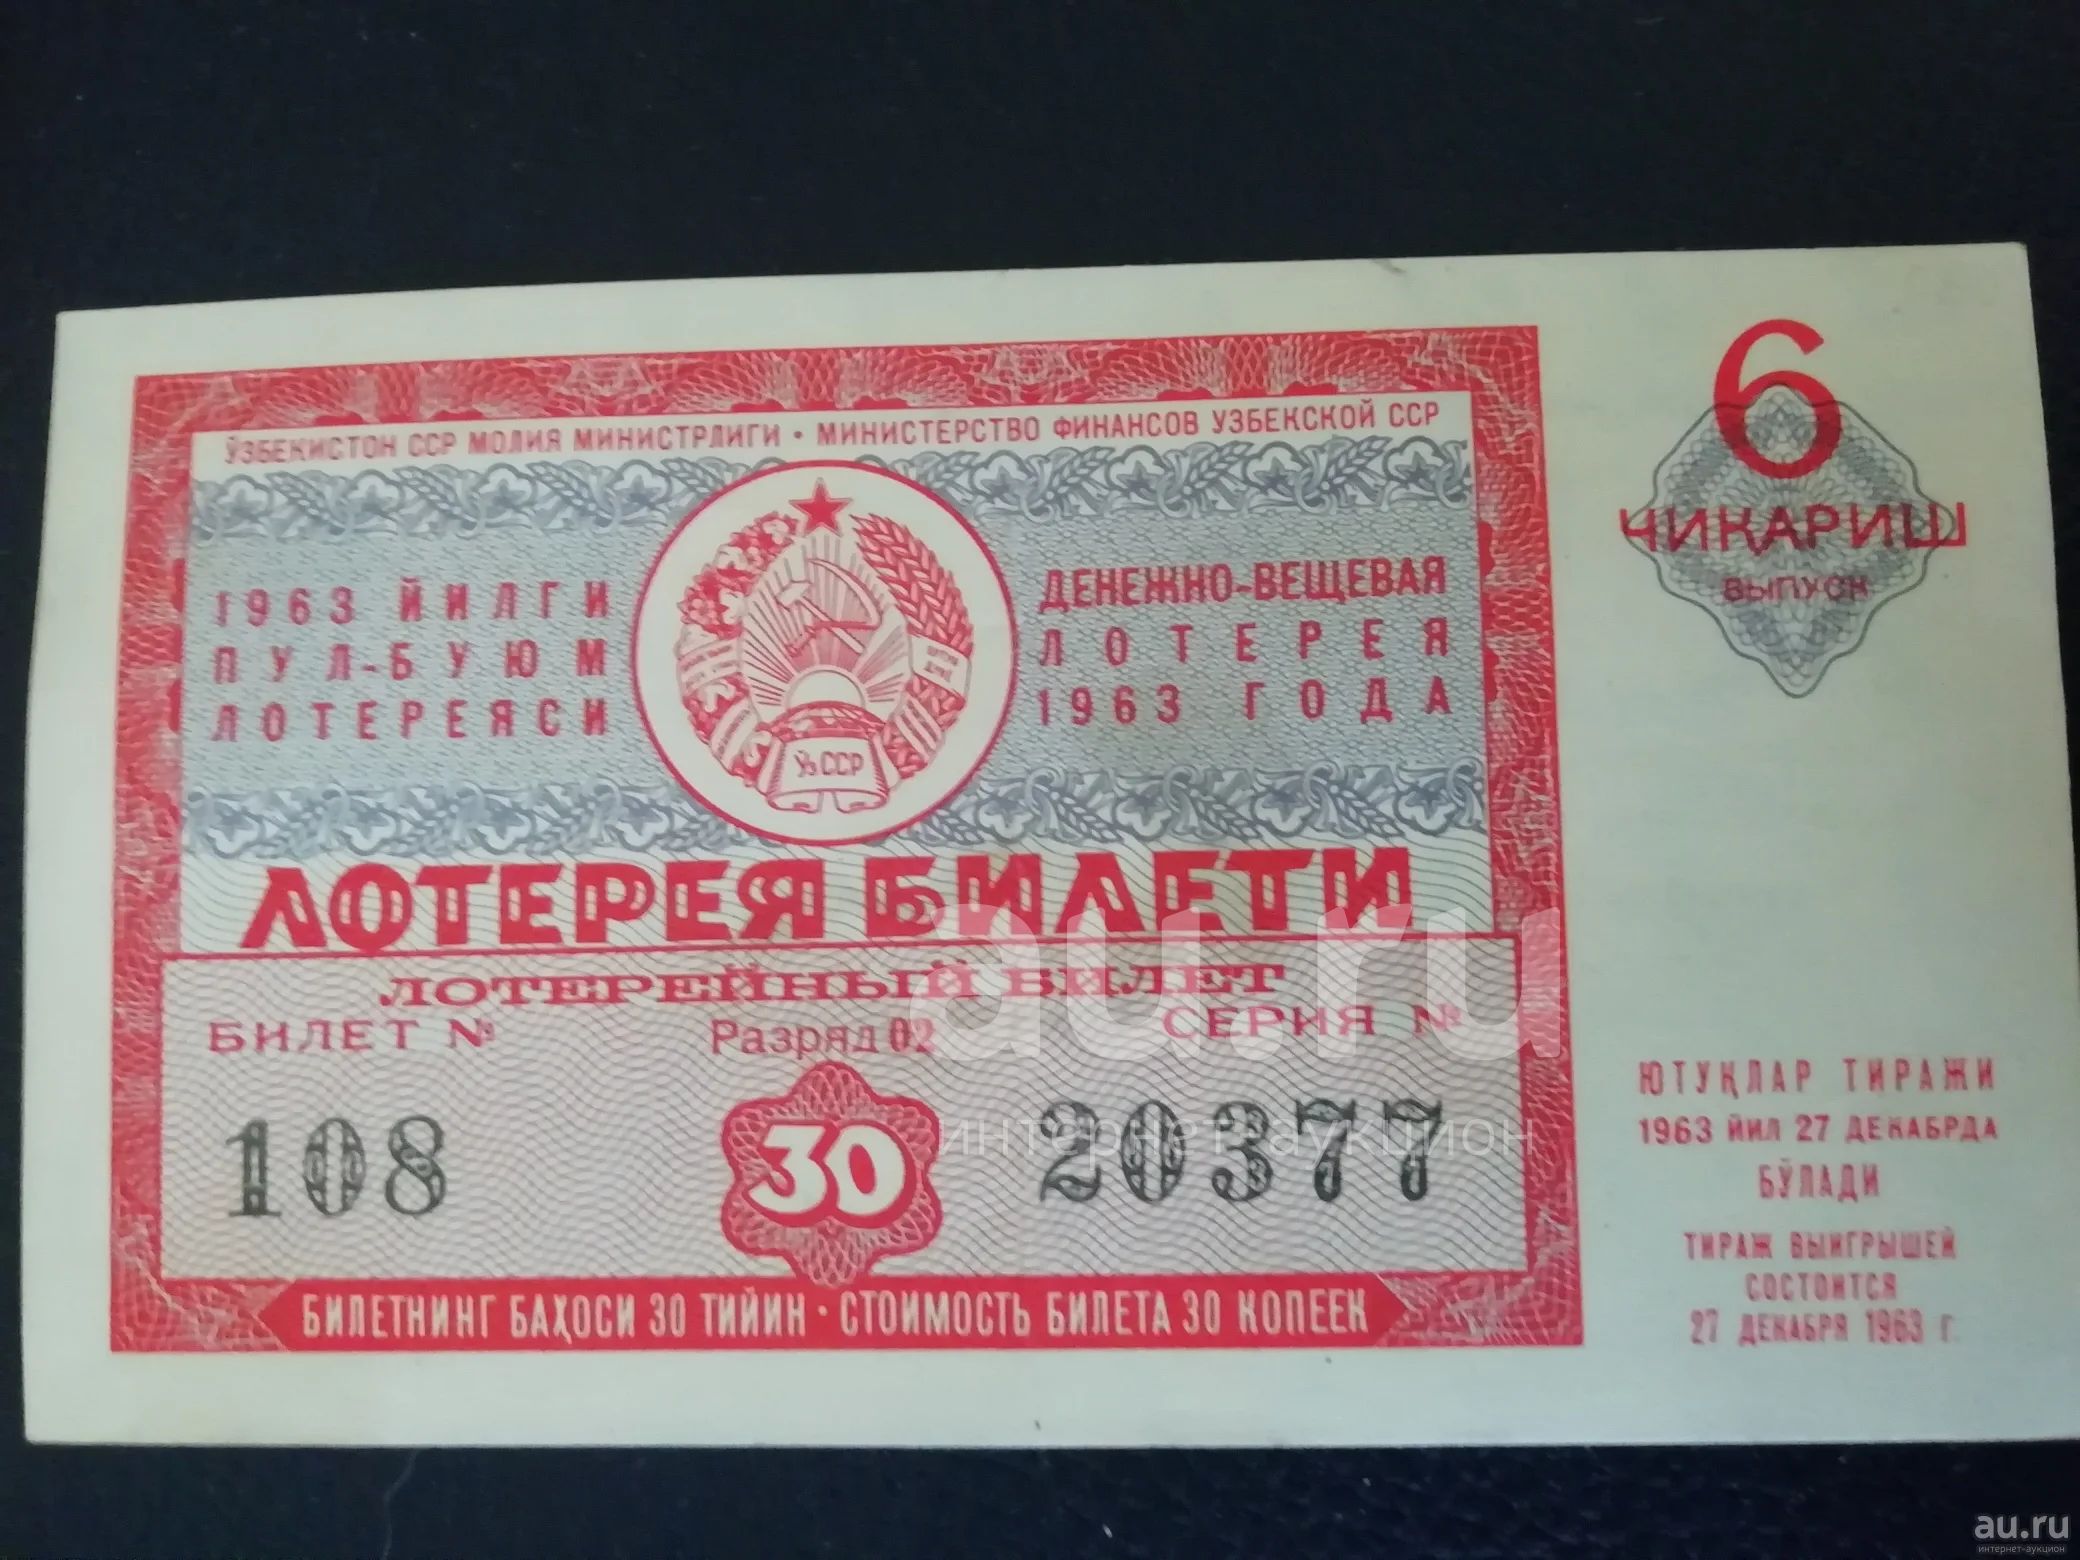 ЎЗБЕКИСТОН ССР МОЛИЯ МИНИСТРЛИГИ • МИНИСТЕРСТВО ФИНАНСОВ УЗБЕКСКОЙ ССР
1963 ЙИЛГИ
ПУЛ-БУЮМ
ЛОТЕРЕЯСИ
ЎзССР
ДЕНЕЖНО-ВЕЩЕВАЯ
ЛОТЕРЕЯ
1963 ГОДА
ЛОТЕРЕЯ БИЛЕТИ
ЛОТЕРЕЙНЫЙ БИЛЕТ
БИЛЕТ №
Разряд 02
СЕРИЯ №
108
30
20377
БИЛЕТНИНГ БАҲОСИ 30 ТИЙИН • СТОИМОСТЬ БИЛЕТА 30 КОПЕЕК
6
ЧИҚАРИШ
ВЫПУСК
ЮТУҚЛАР ТИРАЖИ
1963 ЙИЛ 27 ДЕКАБРДА
БЎЛАДИ
ТИРАЖ ВЫИГРЫШЕЙ
СОСТОИТСЯ
27 ДЕКАБРЯ 1963 г.
au.ru
интернет-аукцион
au.ru
интернет-аукцион